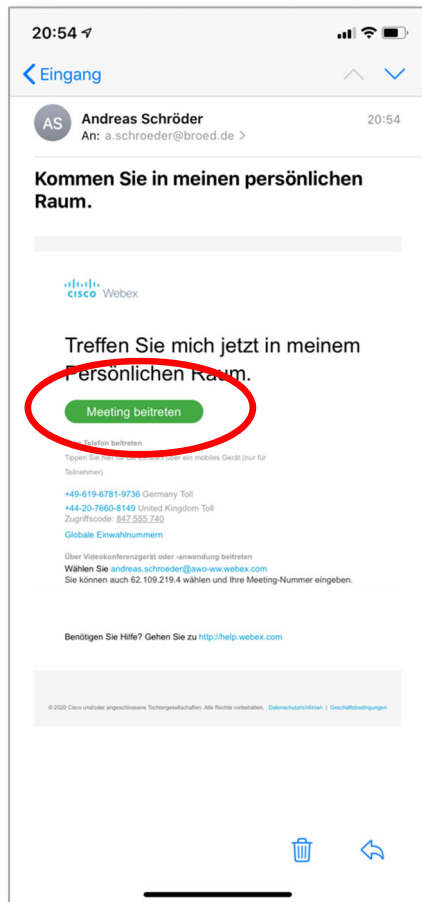 20:54
Eingang
AS
Andreas Schröder
20:54
An: a.schroeder@broed.de >
Kommen Sie in meinen persönlichen
Raum.
cisco Webex
Treffen Sie mich jetzt in meinem
Persönlichen Raum.
Meeting beitreten
Telefon beitreten
Tippen Sie hier für die Einwahl über ein mobiles Gerät (nur für
Teilnehmer)
+49-619-6781-9736 Germany Toll
+44-20-7660-8149 United Kingdom Toll
Zugriffscode: 847 555 740
Globale Einwahlnummern
Über Videokonferenzgerät oder -anwendung beitreten
Wählen Sie andreas.schroeder@awo-ww.webex.com
Sie können auch 62.109.219.4 wählen und Ihre Meeting-Nummer eingeben.
Benötigen Sie Hilfe? Gehen Sie zu http://help.webex.com
© 2020 Cisco und/oder angeschlossene Tochtergesellschaften. Alle Rechte vorbehalten. Datenschutzrichtlinien | Geschäftsbedingungen